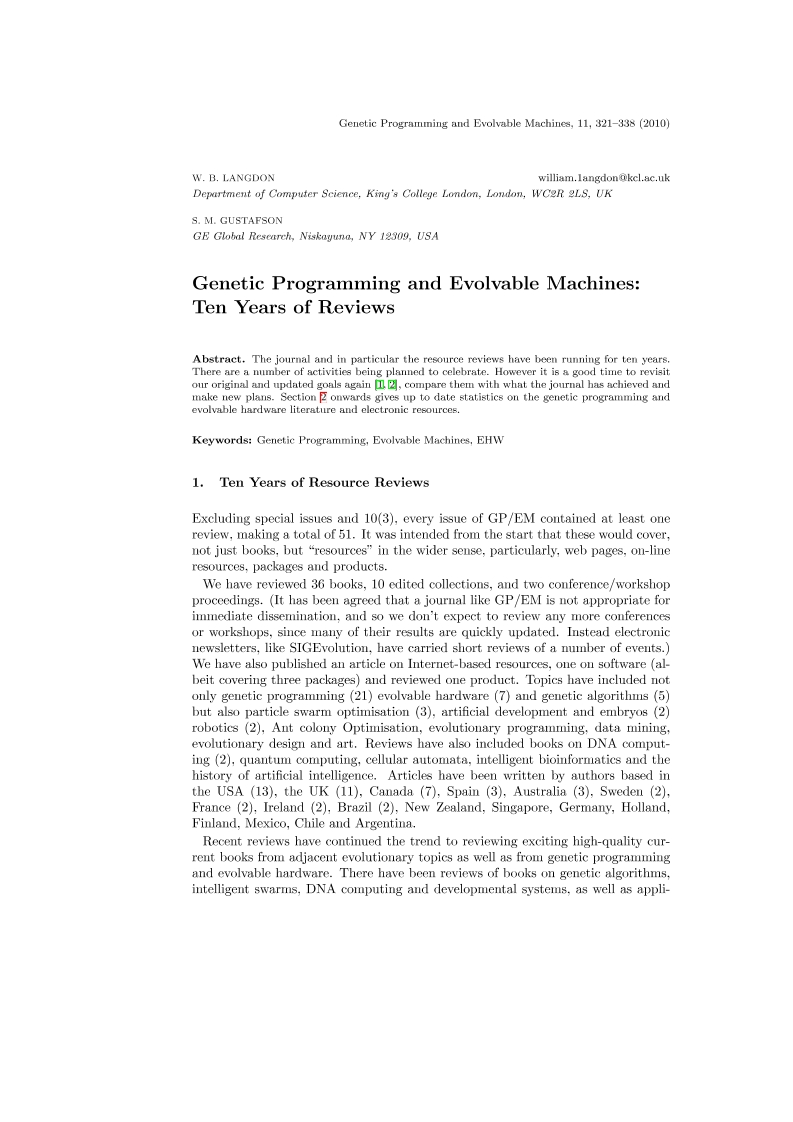 Genetic Programming and Evolvable Machines, 11, 321–338 (2010)
W. B. LANGDON william.1angdon@kcl.ac.uk
Department of Computer Science, King's College London, London, WC2R 2LS, UK
S. M. GUSTAFSON
GE Global Research, Niskayuna, NY 12309, USA
Genetic Programming and Evolvable Machines:
Ten Years of Reviews
Abstract. The journal and in particular the resource reviews have been running for ten years.
There are a number of activities being planned to celebrate. However it is a good time to revisit
our original and updated goals again [1, 2], compare them with what the journal has achieved and
make new plans. Section 2 onwards gives up to date statistics on the genetic programming and
evolvable hardware literature and electronic resources.
Keywords: Genetic Programming, Evolvable Machines, EHW
1. Ten Years of Resource Reviews
Excluding special issues and 10(3), every issue of GP/EM contained at least one
review, making a total of 51. It was intended from the start that these would cover,
not just books, but “resources” in the wider sense, particularly, web pages, on-line
resources, packages and products.
We have reviewed 36 books, 10 edited collections, and two conference/workshop
proceedings. (It has been agreed that a journal like GP/EM is not appropriate for
immediate dissemination, and so we don't expect to review any more conferences
or workshops, since many of their results are quickly updated. Instead electronic
newsletters, like SIGEvolution, have carried short reviews of a number of events.)
We have also published an article on Internet-based resources, one on software (al-
beit covering three packages) and reviewed one product. Topics have included not
only genetic programming (21) evolvable hardware (7) and genetic algorithms (5)
but also particle swarm optimisation (3), artificial development and embryos (2)
robotics (2), Ant colony Optimisation, evolutionary programming, data mining,
evolutionary design and art. Reviews have also included books on DNA comput-
ing (2), quantum computing, cellular automata, intelligent bioinformatics and the
history of artificial intelligence. Articles have been written by authors based in
the USA (13), the UK (11), Canada (7), Spain (3), Australia (3), Sweden (2),
France (2), Ireland (2), Brazil (2), New Zealand, Singapore, Germany, Holland,
Finland, Mexico, Chile and Argentina.
Recent reviews have continued the trend to reviewing exciting high-quality cur-
rent books from adjacent evolutionary topics as well as from genetic programming
and evolvable hardware. There have been reviews of books on genetic algorithms,
intelligent swarms, DNA computing and developmental systems, as well as appli-